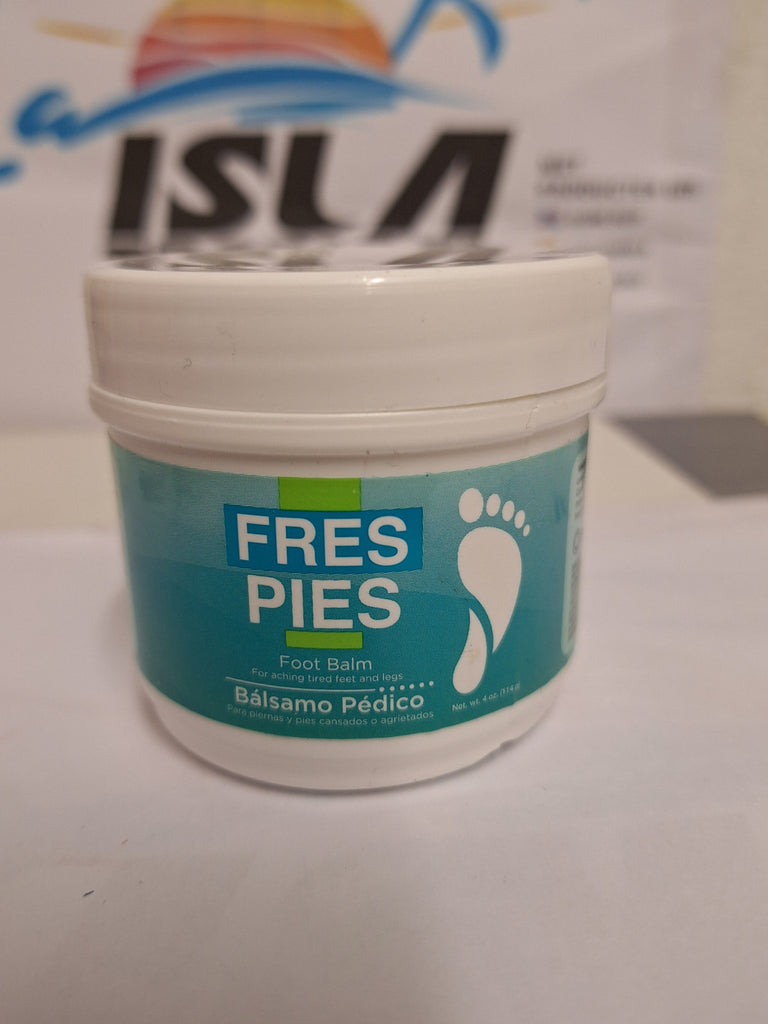 ISLA
FRES
PIES
Foot Balm
For aching tired feet and legs
Bálsamo Pédico
Para piernas y pies cansados o agrietados
Net. wt. 4 oz. (114 g)